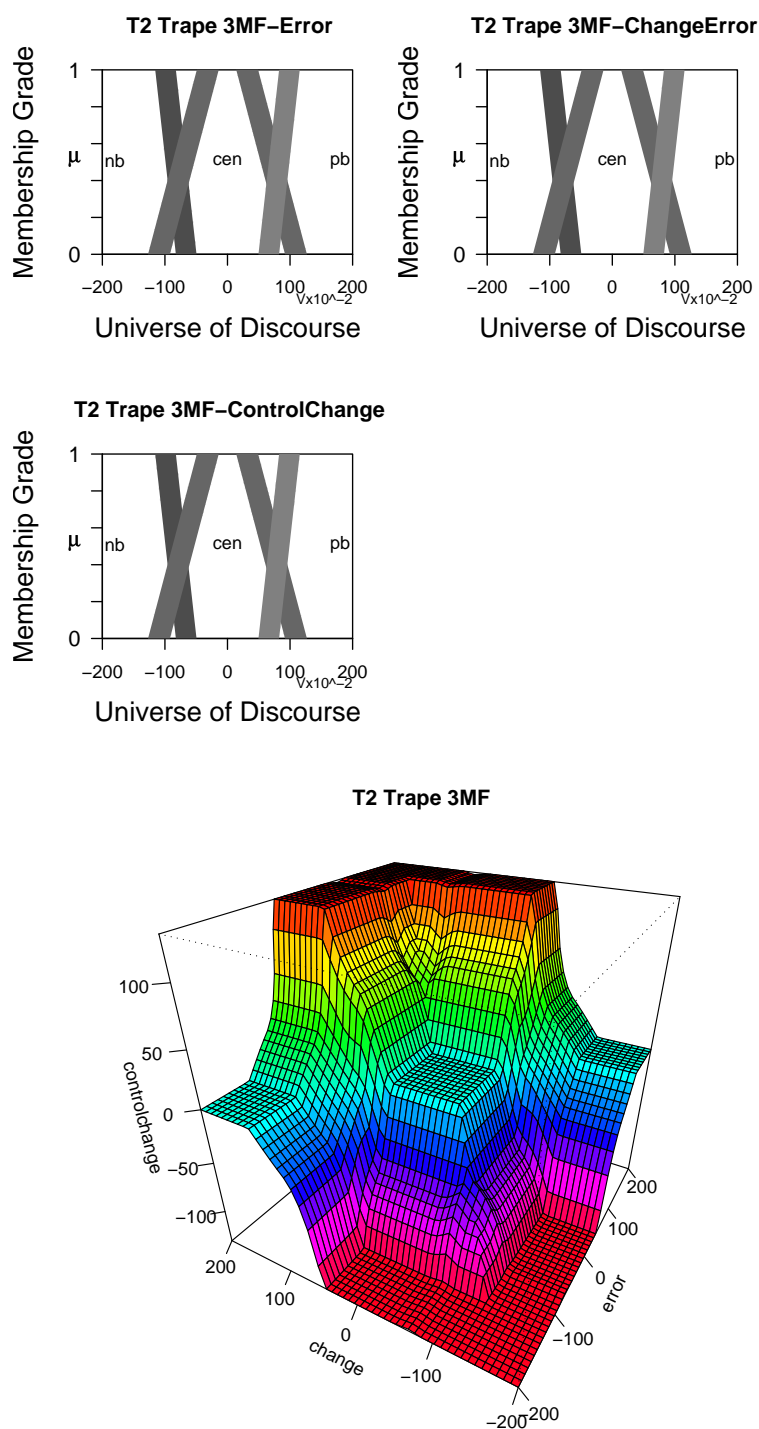 T2 Trape 3MF−Error
Membership Grade
1
μ
0
nb
cen
pb
−200 −100 0 100 200
Vx10^−2
Universe of Discourse
T2 Trape 3MF−ChangeError
Membership Grade
1
μ
0
nb
cen
pb
−200 −100 0 100 200
Vx10^−2
Universe of Discourse
T2 Trape 3MF−ControlChange
Membership Grade
1
μ
0
nb
cen
pb
−200 −100 0 100 200
Vx10^−2
Universe of Discourse
T2 Trape 3MF
100
50
0
−50
−100
controlchange
200
100
0
−100
−200
change
200
100
0
−100
−200
error